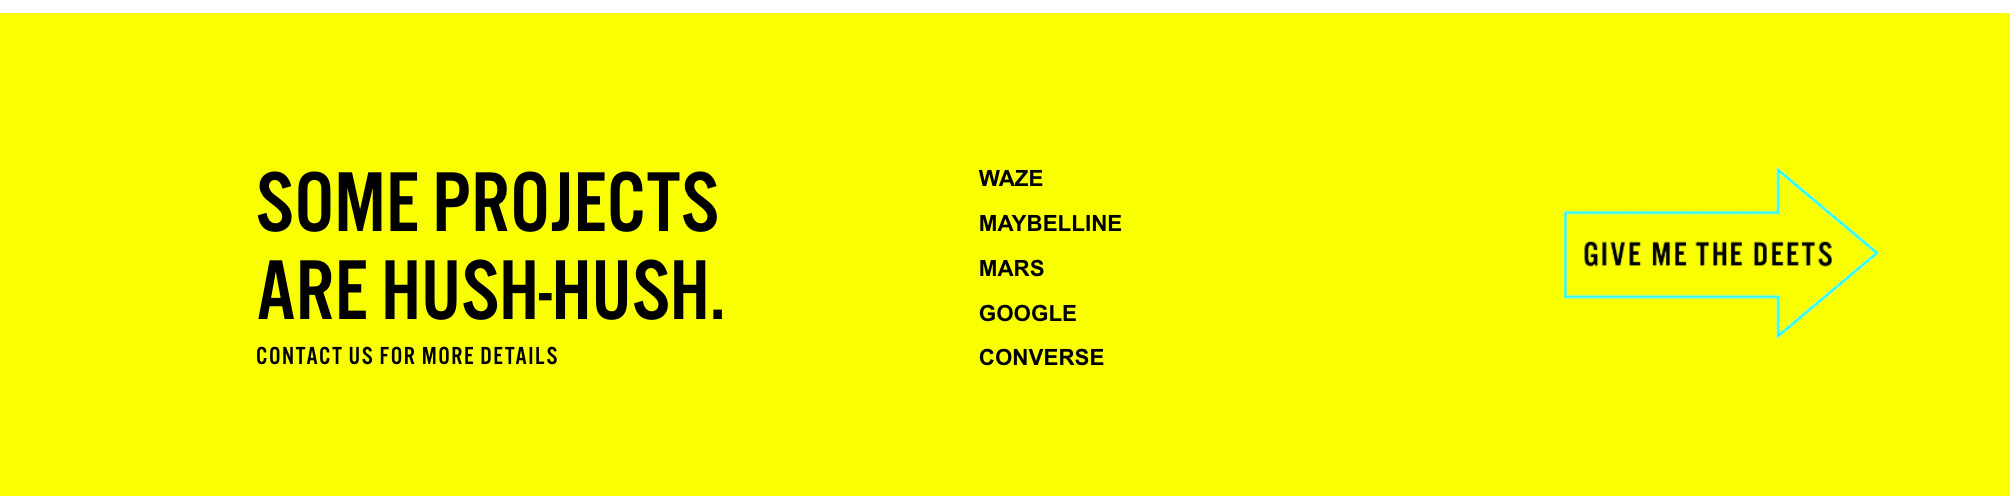 SOME PROJECTS
ARE HUSH-HUSH.
CONTACT US FOR MORE DETAILS
WAZE
MAYBELLINE
MARS
GOOGLE
CONVERSE
GIVE ME THE DEETS